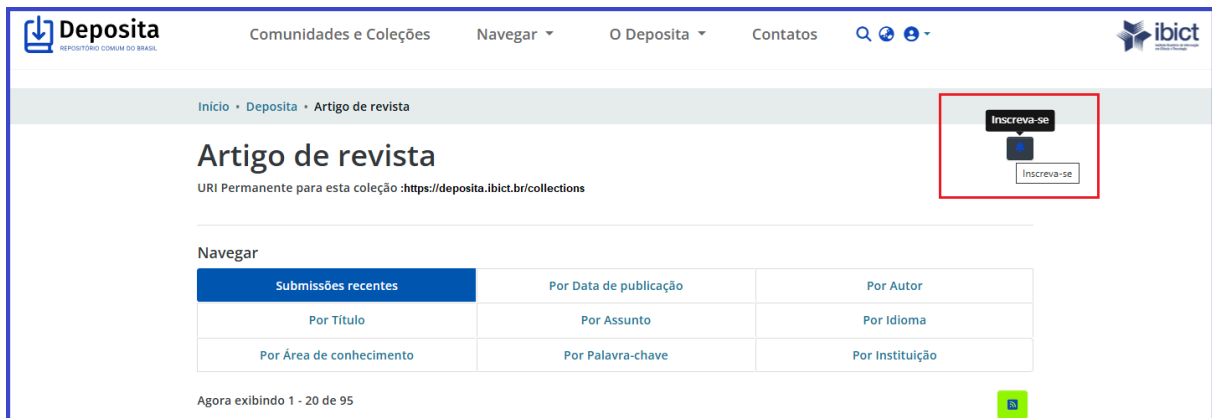 Deposita
REPOSITÓRIO COMUM DO BRASIL
Comunidades e Coleções Navegar O Deposita Contatos
ibict
Início • Deposita • Artigo de revista
Inscreva-se
Inscreva-se
Artigo de revista
URI Permanente para esta coleção :https://deposita.ibict.br/collections
Navegar
Submissões recentes Por Data de publicação Por Autor
Por Título Por Assunto Por Idioma
Por Área de conhecimento Por Palavra-chave Por Instituição
Agora exibindo 1 - 20 de 95